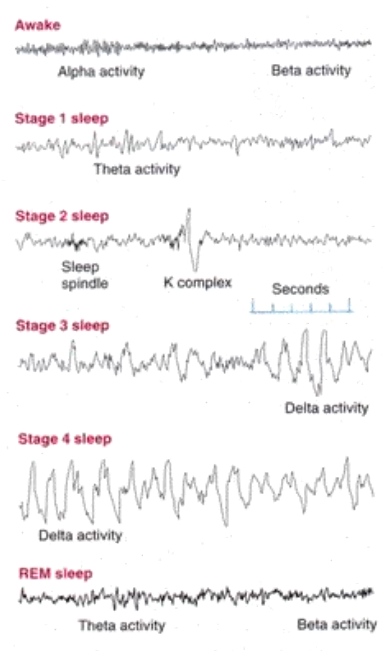 Awake
Alpha activity
Beta activity
Stage 1 sleep
Theta activity
Stage 2 sleep
Sleep
spindle
K complex
Seconds
Stage 3 sleep
Delta activity
Stage 4 sleep
Delta activity
REM sleep
Theta activity
Beta activity